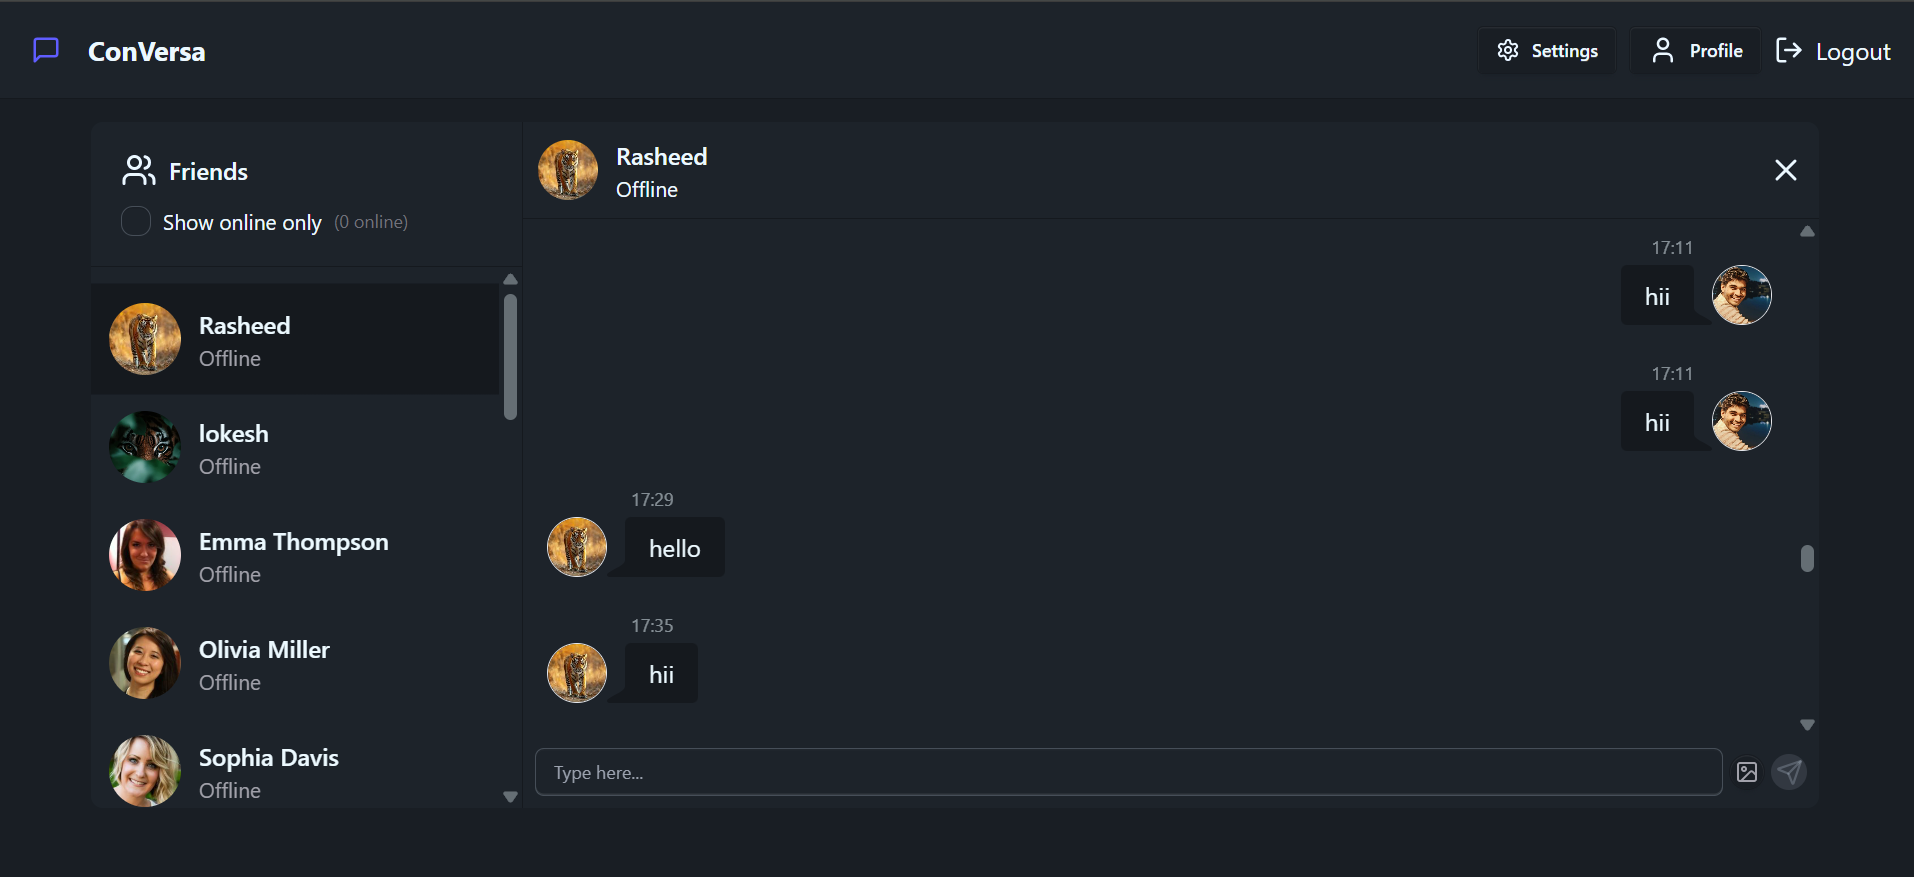 ConVersa
Settings
Profile
Logout
Friends
Show online only (0 online)
Rasheed
Offline
lokesh
Offline
Emma Thompson
Offline
Olivia Miller
Offline
Sophia Davis
Offline
Rasheed
Offline
17:11
hii
17:11
hii
17:29
hello
17:35
hii
Type here...